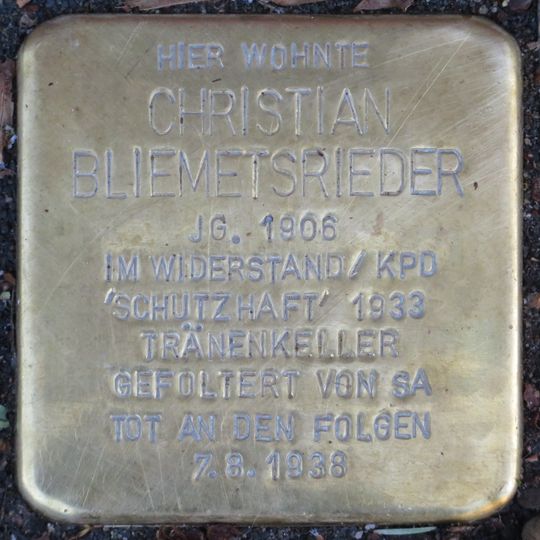 HIER WOHNTE
CHRISTIAN
BLIEMETSRIEDER
JG. 1906
IM WIDERSTAND / KPD
'SCHUTZHAFT' 1933
TRÄNENKELLER
GEFOLTERT VON SA
TOT AN DEN FOLGEN
7.8.1938